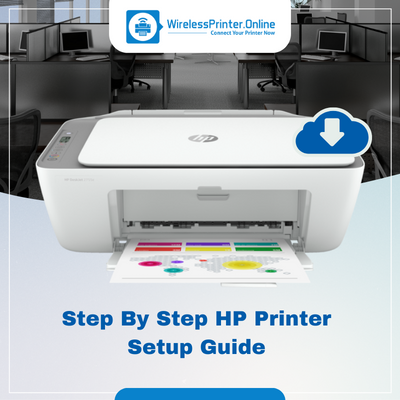 WirelessPrinter.Online
Connect Your Printer Now
hp
Step By Step HP Printer
Setup Guide